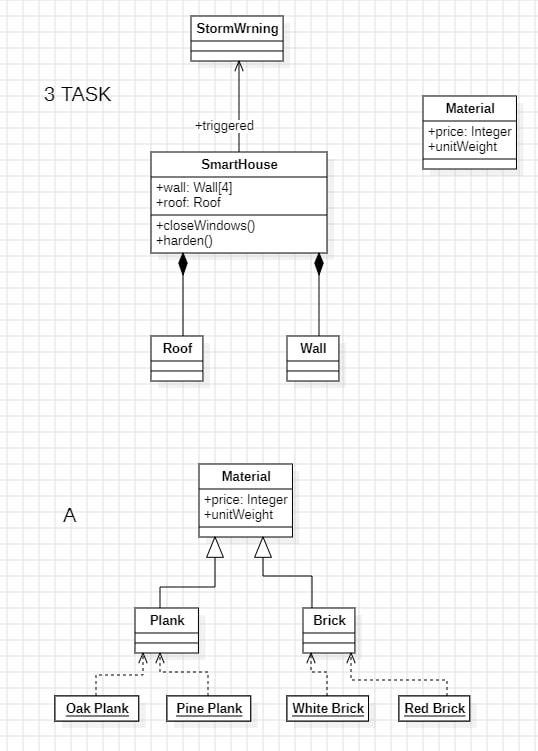 StormWrning
3 TASK
+triggered
Material
+price: Integer
+unitWeight
SmartHouse
+wall: Wall[4]
+roof: Roof
+closeWindows()
+harden()
Roof
Wall
A
Material
+price: Integer
+unitWeight
Plank
Brick
Oak Plank
Pine Plank
White Brick
Red Brick